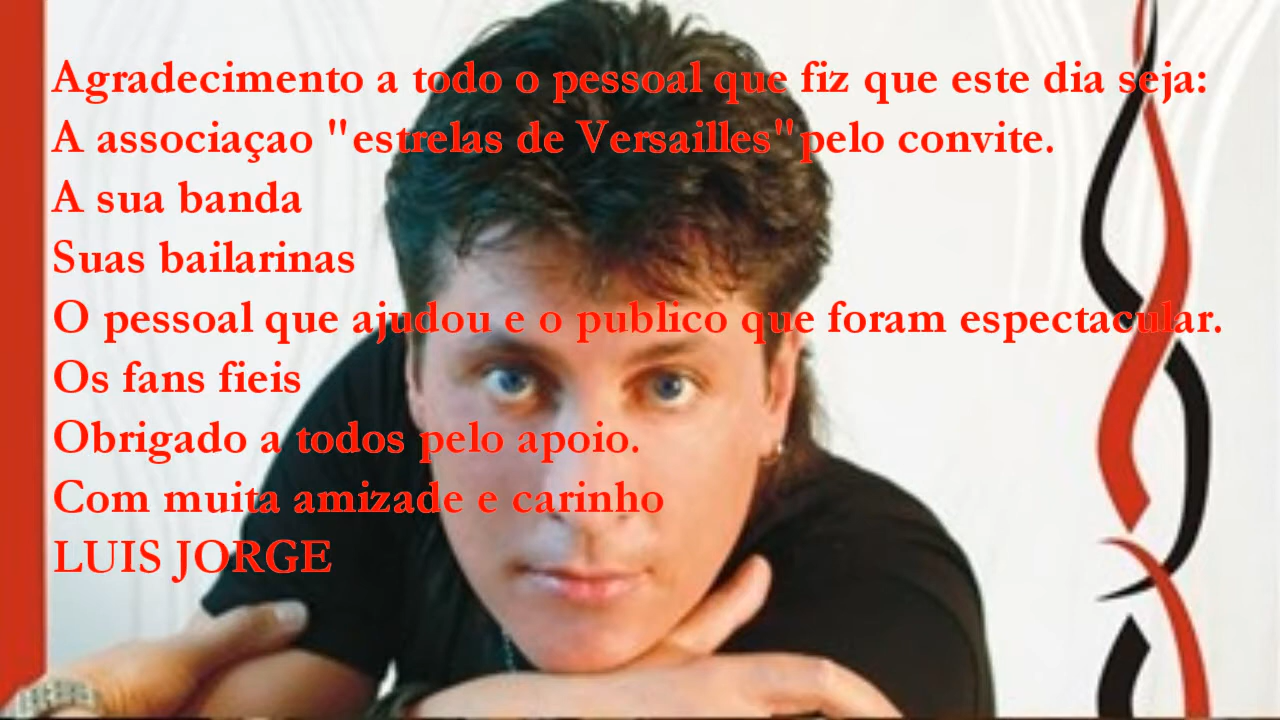 Agradecimento a todo o pessoal que fiz que este dia seja:
A associaçao "estrelas de Versailles"pelo convite.
A sua banda
Suas bailarinas
O pessoal que ajudou e o publico que foram espectacular.
Os fans fieis
Obrigado a todos pelo apoio.
Com muita amizade e carinho
LUIS JORGE